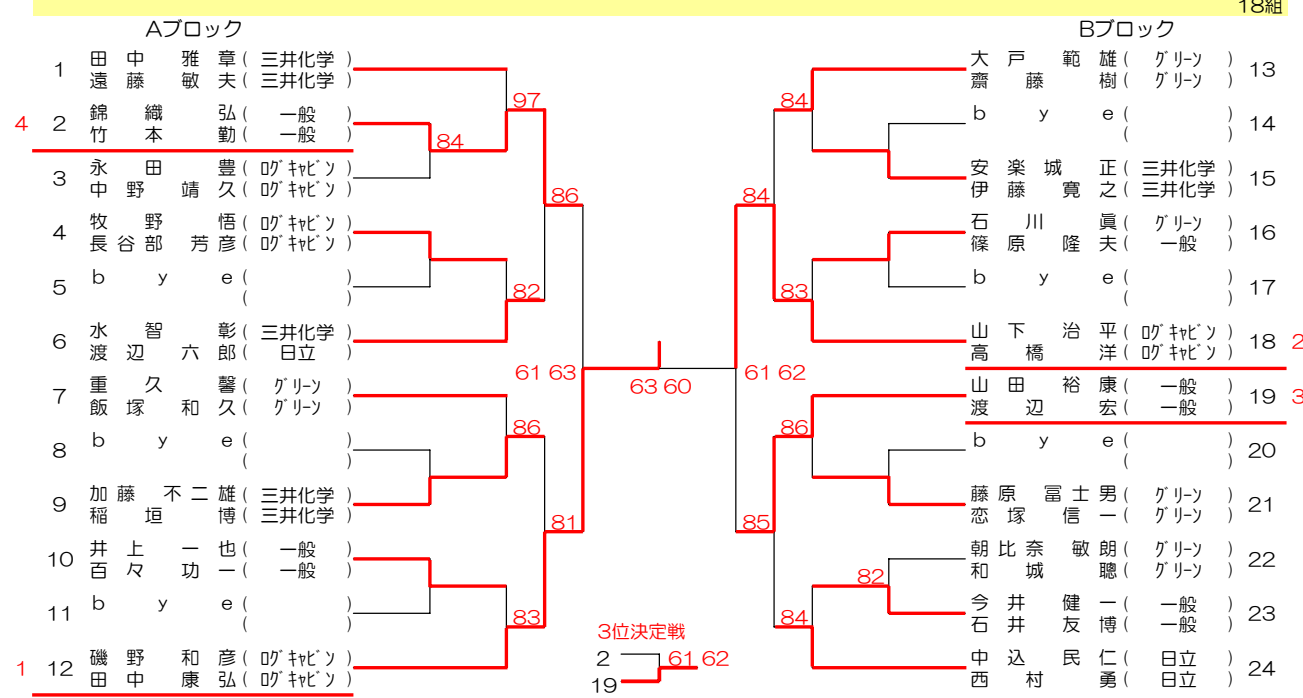 18組
Aブロック
1 田中 雅章 ( 三井化学 )
遠藤 敏夫 ( 三井化学 )
4 2 錦織 弘 ( 一般 )
竹本 勤 ( 一般 )
3 永田 豊 ( ログキャビン )
中野 靖久 ( ログキャビン )
4 牧野 悟 ( ログキャビン )
長谷部 芳彦 ( ログキャビン )
5 bye ( )
( )
6 水智 彰 ( 三井化学 )
渡辺 六郎 ( 日立 )
7 重久 馨 ( グリーン )
飯塚 和久 ( グリーン )
8 bye ( )
( )
9 加藤 不二雄 ( 三井化学 )
稲垣 博 ( 三井化学 )
10 井上 一也 ( 一般 )
百々 功一 ( 一般 )
11 bye ( )
( )
1 12 磯野 和彦 ( ログキャビン )
田中 康弘 ( ログキャビン )
84
97
82
86
83
86
81
61 63
63 60
61 62
84
83
86
82
84
84
85
3位決定戦
2
19
61 62
Bブロック
大戸 範雄 ( グリーン ) 13
齋藤 樹 ( グリーン )
bye ( ) 14
( )
安楽城 正 ( 三井化学 ) 15
伊藤 寛之 ( 三井化学 )
石川 眞 ( グリーン ) 16
篠原 隆夫 ( 一般 )
bye ( ) 17
( )
山下 治平 ( ログキャビン ) 18 2
高橋 洋 ( ログキャビン )
山田 裕康 ( 一般 ) 19 3
渡辺 宏 ( 一般 )
bye ( ) 20
( )
藤原 冨士男 ( グリーン ) 21
恋塚 信一 ( グリーン )
朝比奈 敏朗 ( グリーン ) 22
和城 聰 ( グリーン )
今井 健一 ( 一般 ) 23
石井 友博 ( 一般 )
中込 民仁 ( 日立 ) 24
西村 勇 ( 日立 )